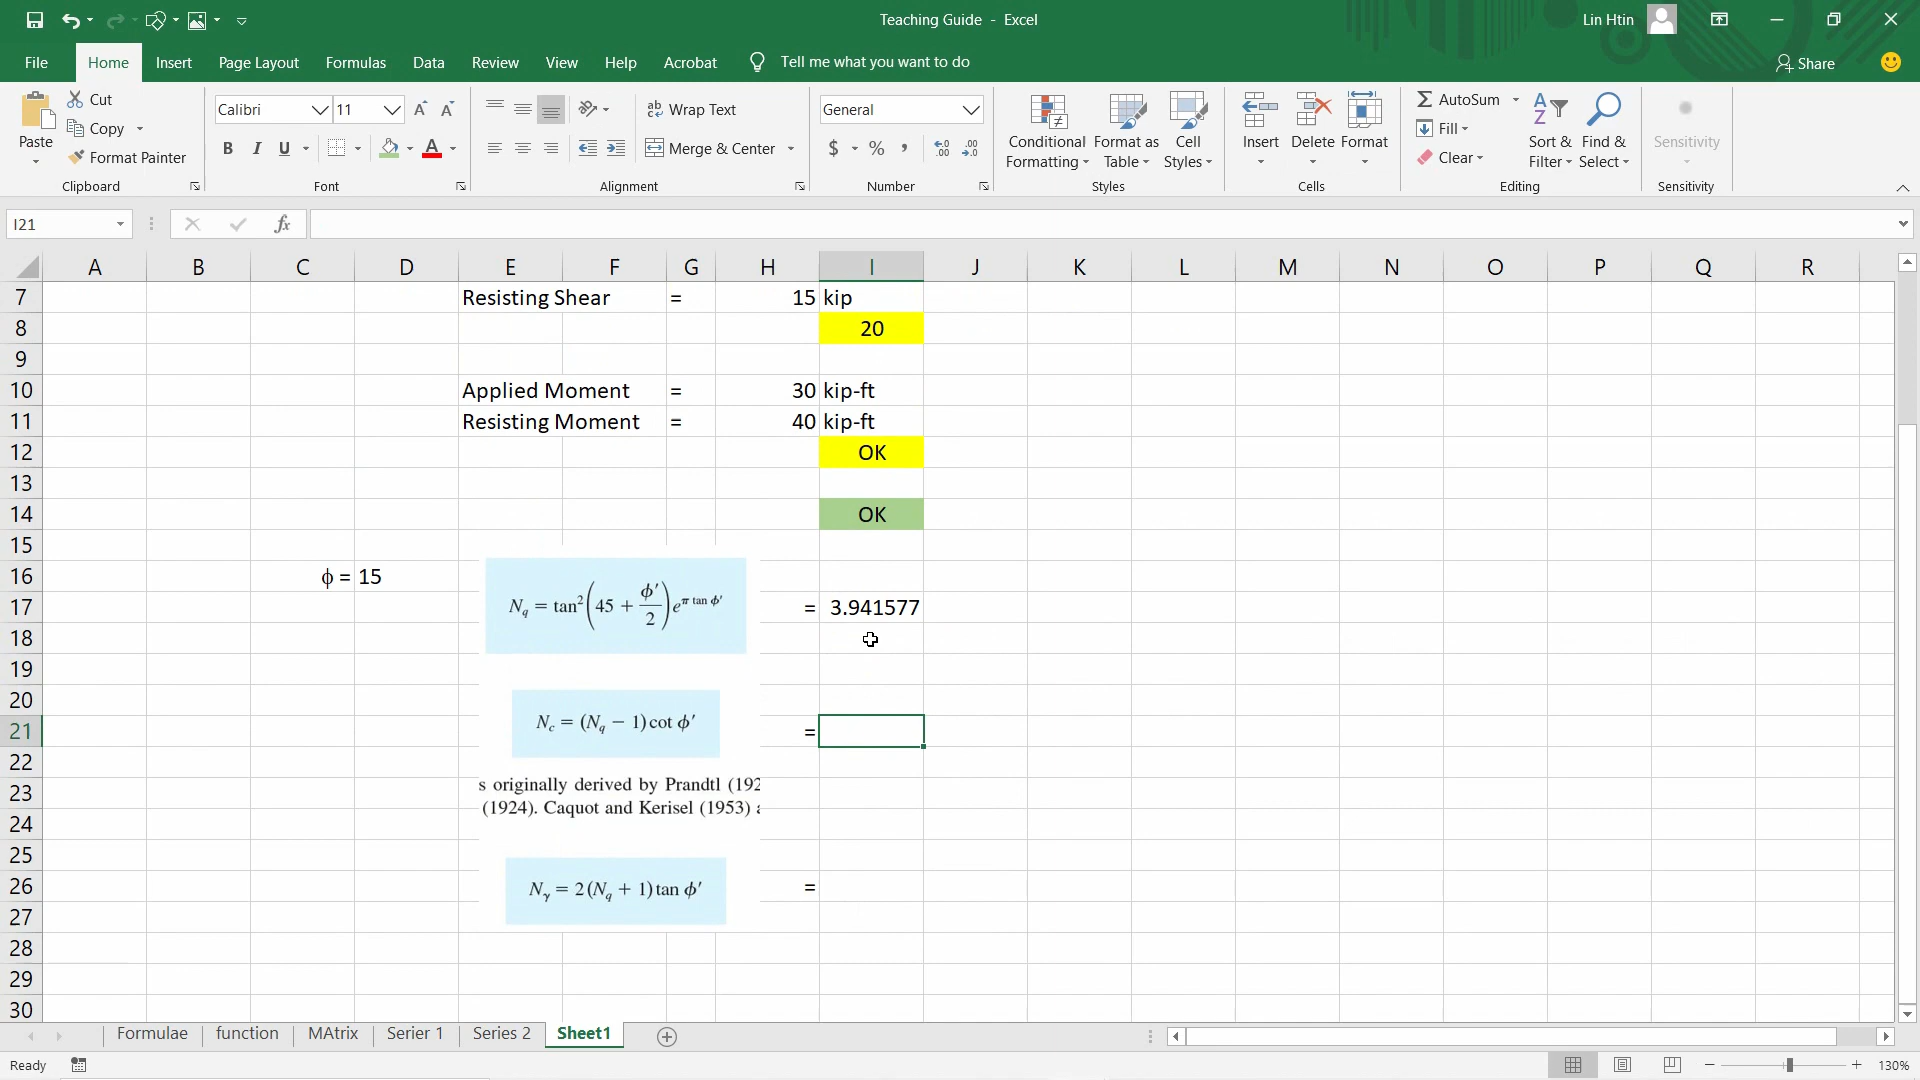 Teaching Guide - Excel
Lin Htin
File Home Insert Page Layout Formulas Data Review View Help Acrobat Tell me what you want to do Share
Paste Cut Copy Format Painter Clipboard
Calibri 11 B I U A Font
Wrap Text Merge & Center Alignment
General $ % , Number
Conditional Formatting Format as Table Cell Styles Styles
Insert Delete Format Cells
AutoSum Fill Clear Sort & Filter Find & Select Editing
Sensitivity Sensitivity
I21 fx
A B C D E F G H I J K L M N O P Q R
7 Resisting Shear = 15 kip
8 20
9
10 Applied Moment = 30 kip-ft
11 Resisting Moment = 40 kip-ft
12 OK
13
14 OK
15
16 ϕ = 15
17 N_q = tan²(45 + ϕ′/2)e^(π tan ϕ′) = 3.941577
18
19
20
21 N_c = (N_q − 1) cot ϕ′ =
22
23 s originally derived by Prandtl (192
24 (1924). Caquot and Kerisel (1953)
25
26 N_γ = 2(N_q + 1) tan ϕ′ =
27
28
29
30
Formulae function MAtrix Serier 1 Series 2 Sheet1
Ready 130%